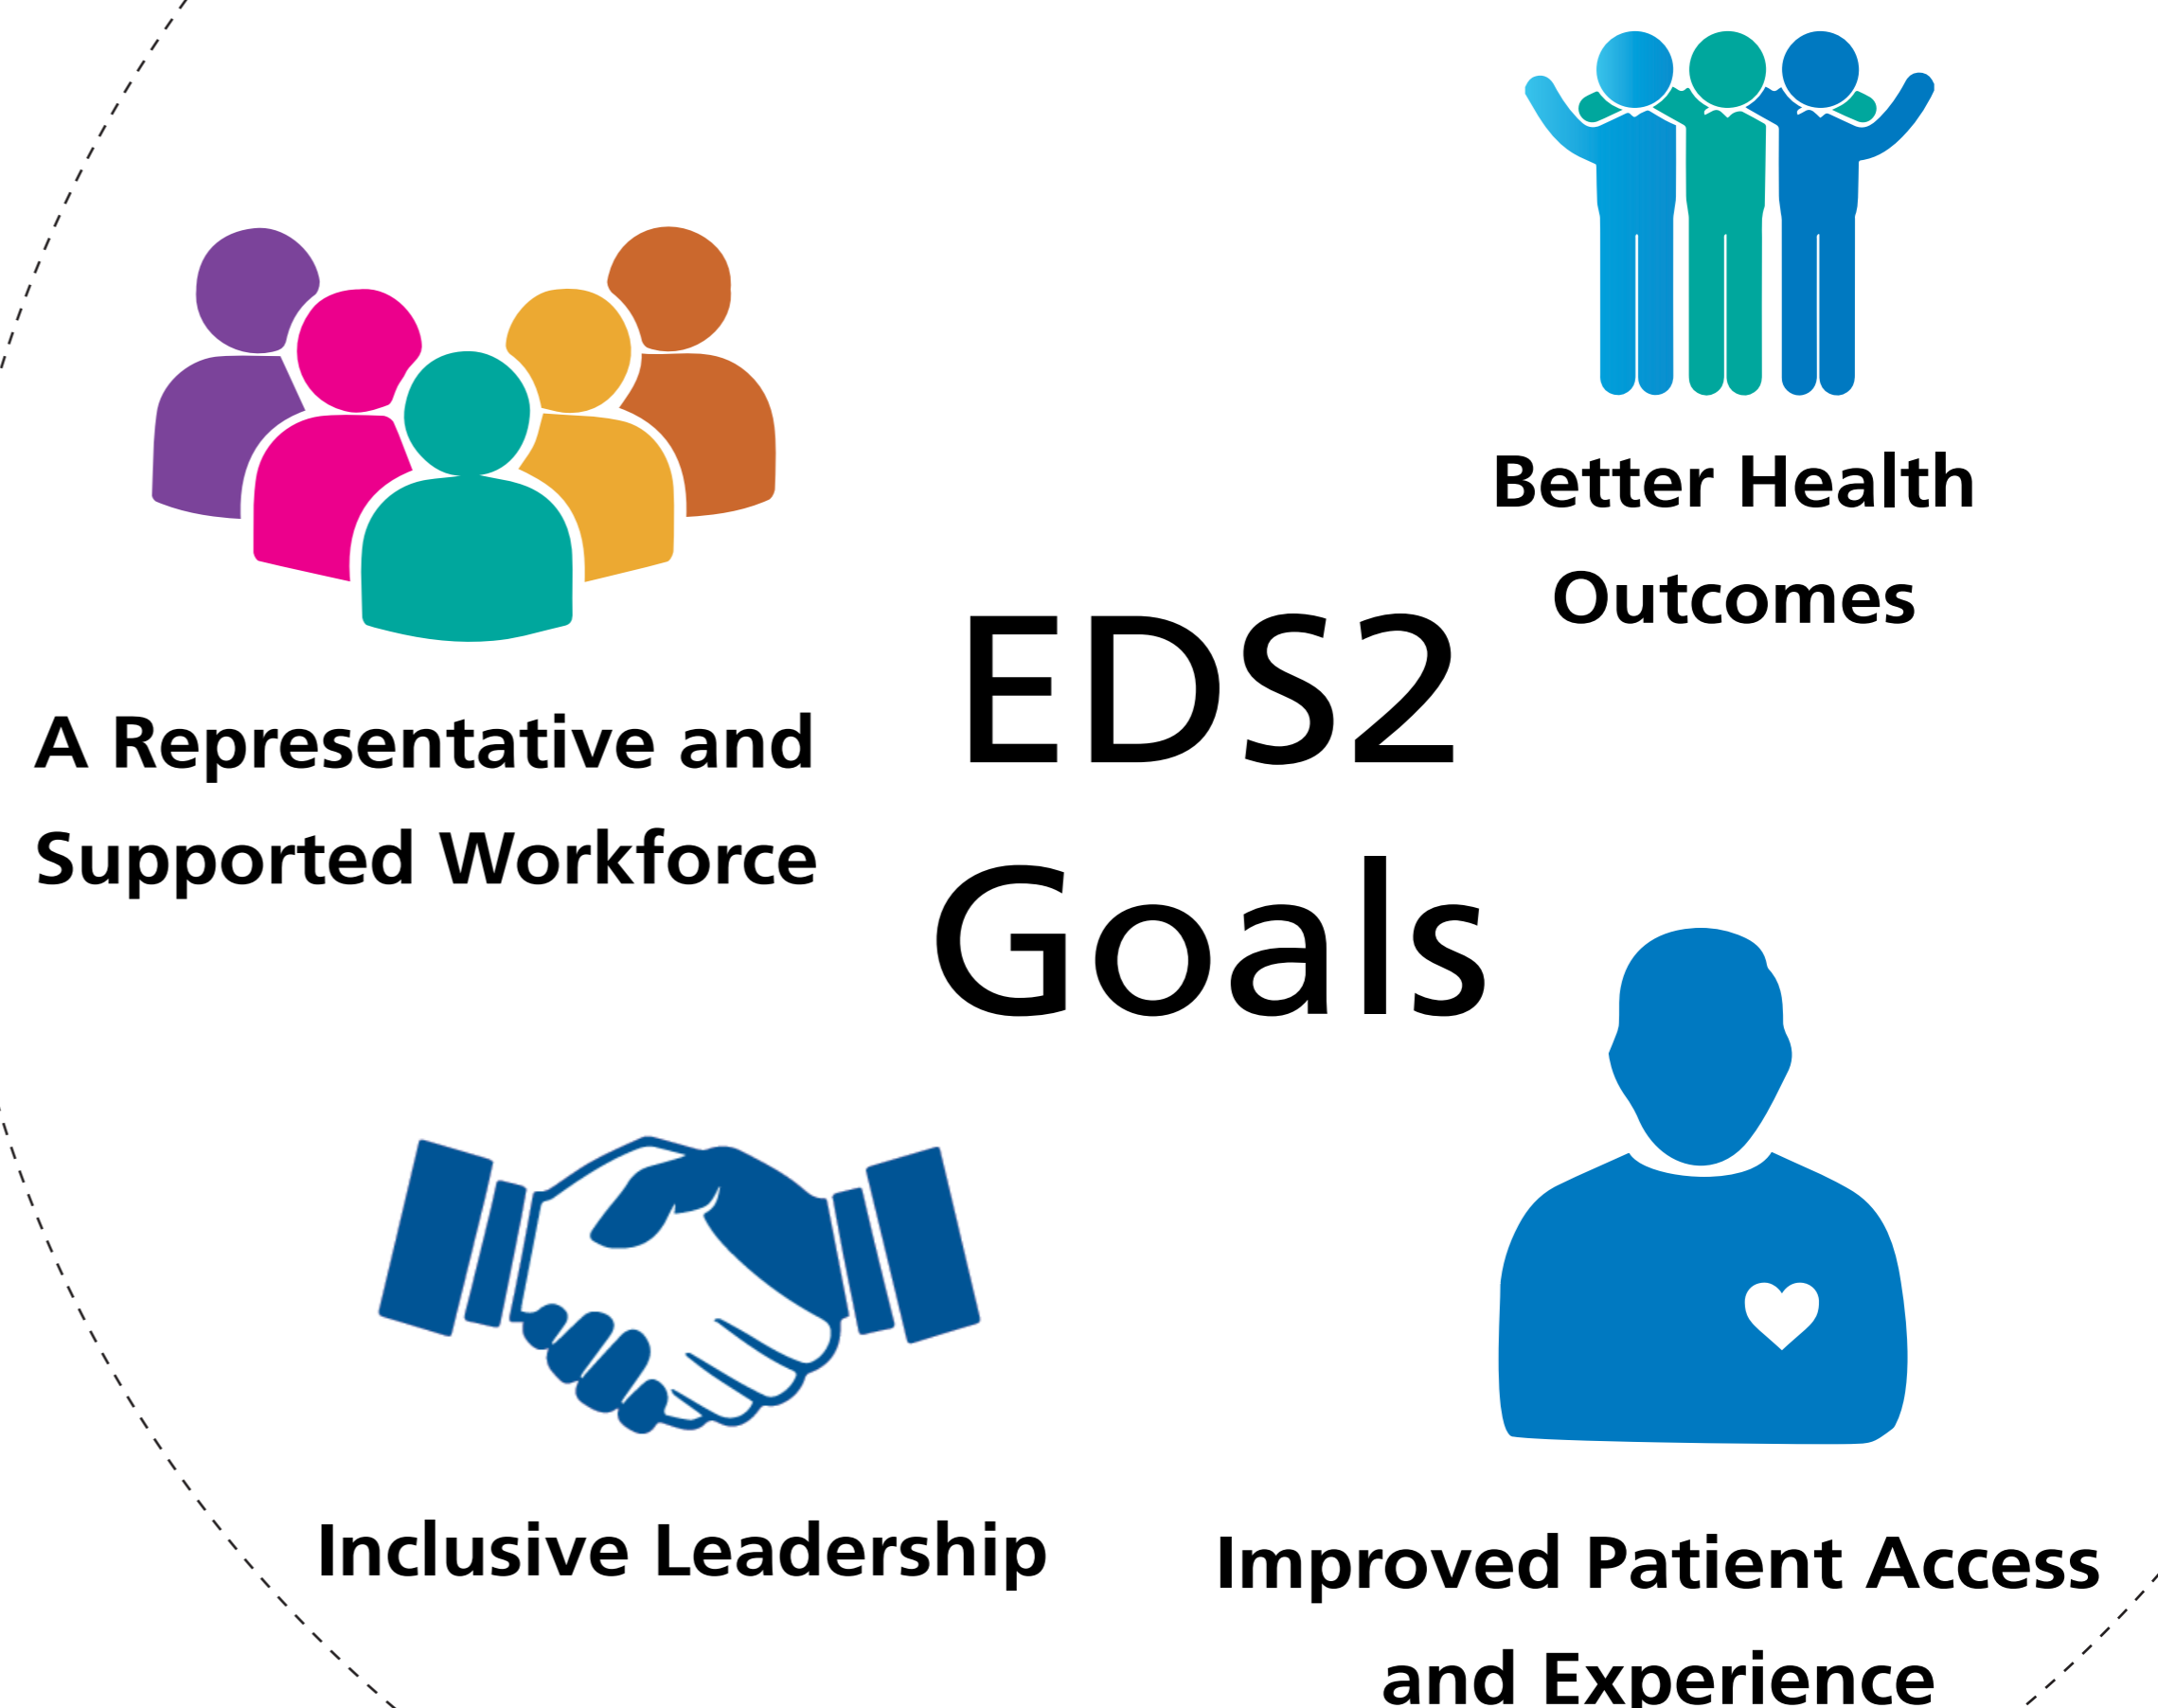 EDS2
Goals
Better Health
Outcomes
A Representative and
Supported Workforce
Inclusive Leadership
Improved Patient Access
and Experience